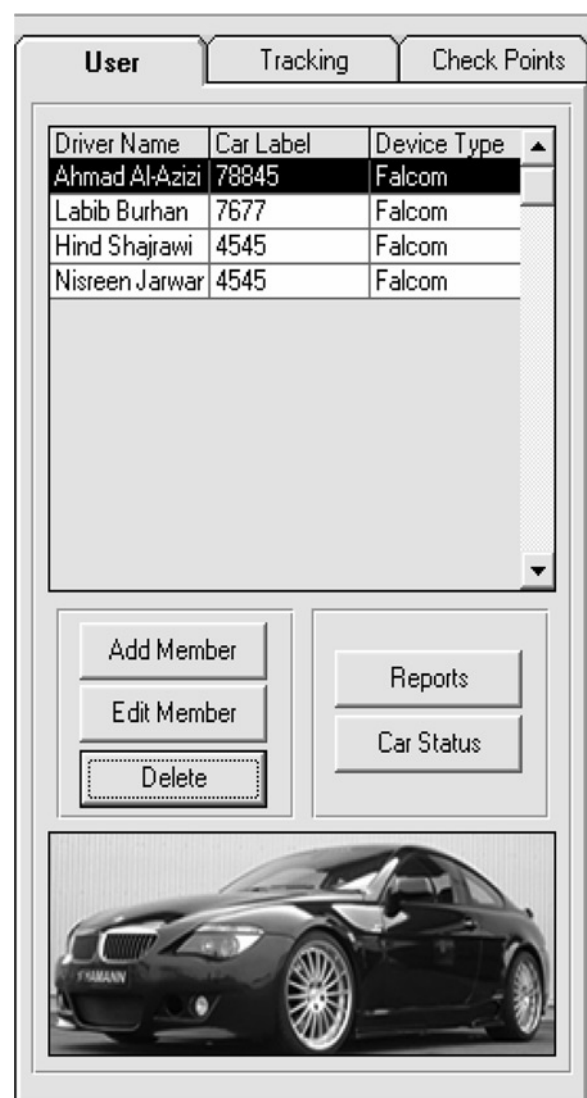 User Tracking Check Points
Driver Name Car Label Device Type
Ahmad Al-Azizi 78845 Falcom
Labib Burhan 7677 Falcom
Hind Shajrawi 4545 Falcom
Nisreen Jarwar 4545 Falcom
Add Member
Edit Member
Delete
Reports
Car Status
HAMANN